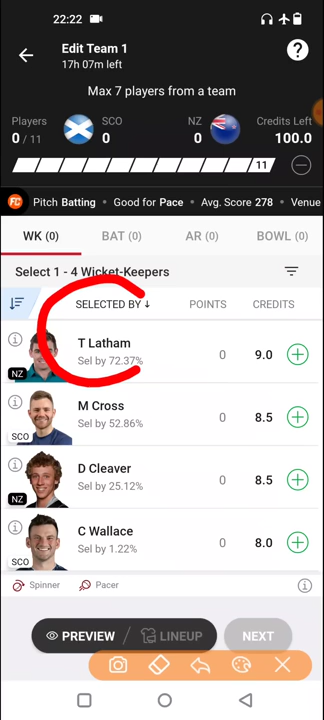 22:22
Edit Team 1
17h 07m left
?
Max 7 players from a team
Players SCO NZ Credits Left
0 / 11 0 0 100.0
11
FC Pitch Batting • Good for Pace • Avg. Score 278 • Venue
WK (0) BAT (0) AR (0) BOWL (0)
Select 1 - 4 Wicket-Keepers
SELECTED BY ↓ POINTS CREDITS
T Latham
Sel by 72.37% 0 9.0
NZ
M Cross
Sel by 52.86% 0 8.5
SCO
D Cleaver
Sel by 25.12% 0 8.5
NZ
C Wallace
Sel by 1.22% 0 8.0
SCO
Spinner Pacer
PREVIEW / LINEUP NEXT